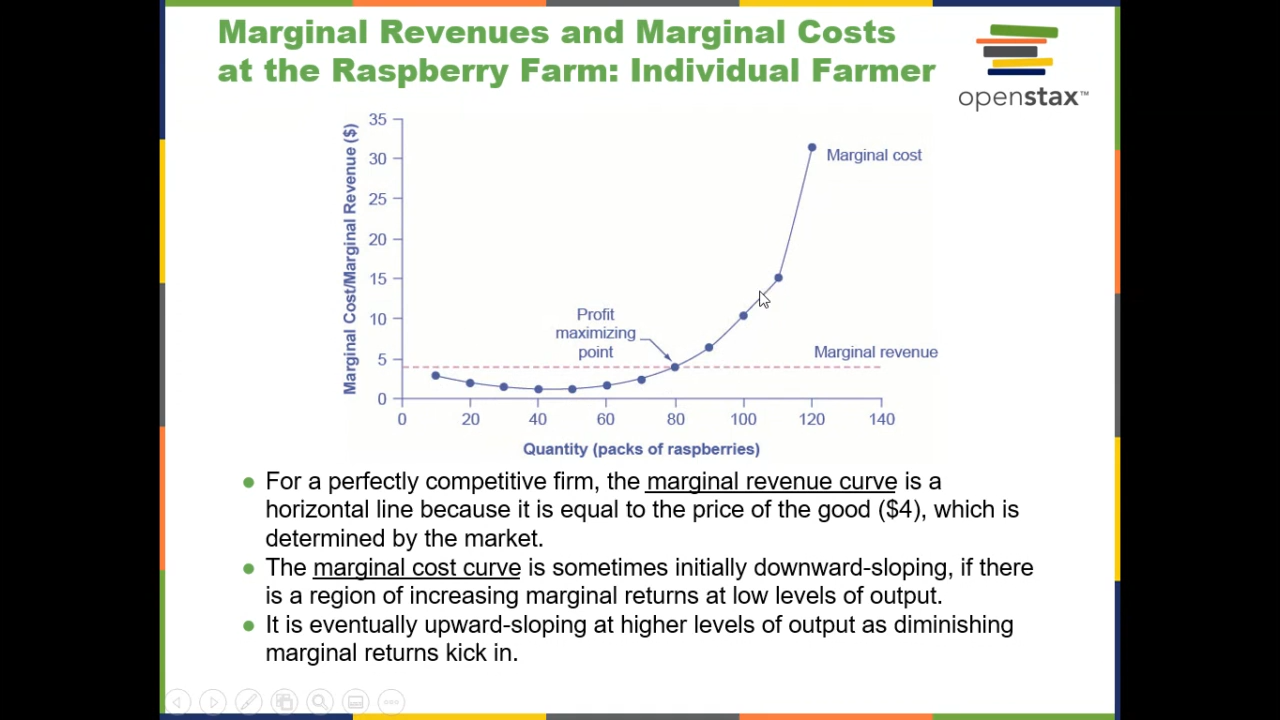 Marginal Revenues and Marginal Costs
at the Raspberry Farm: Individual Farmer
openstax™
Marginal Cost/Marginal Revenue ($)
35
30
25
20
15
10
5
0
Marginal cost
Profit
maximizing
point
Marginal revenue
0 20 40 60 80 100 120 140
Quantity (packs of raspberries)
For a perfectly competitive firm, the marginal revenue curve is a
horizontal line because it is equal to the price of the good ($4), which is
determined by the market.
The marginal cost curve is sometimes initially downward-sloping, if there
is a region of increasing marginal returns at low levels of output.
It is eventually upward-sloping at higher levels of output as diminishing
marginal returns kick in.